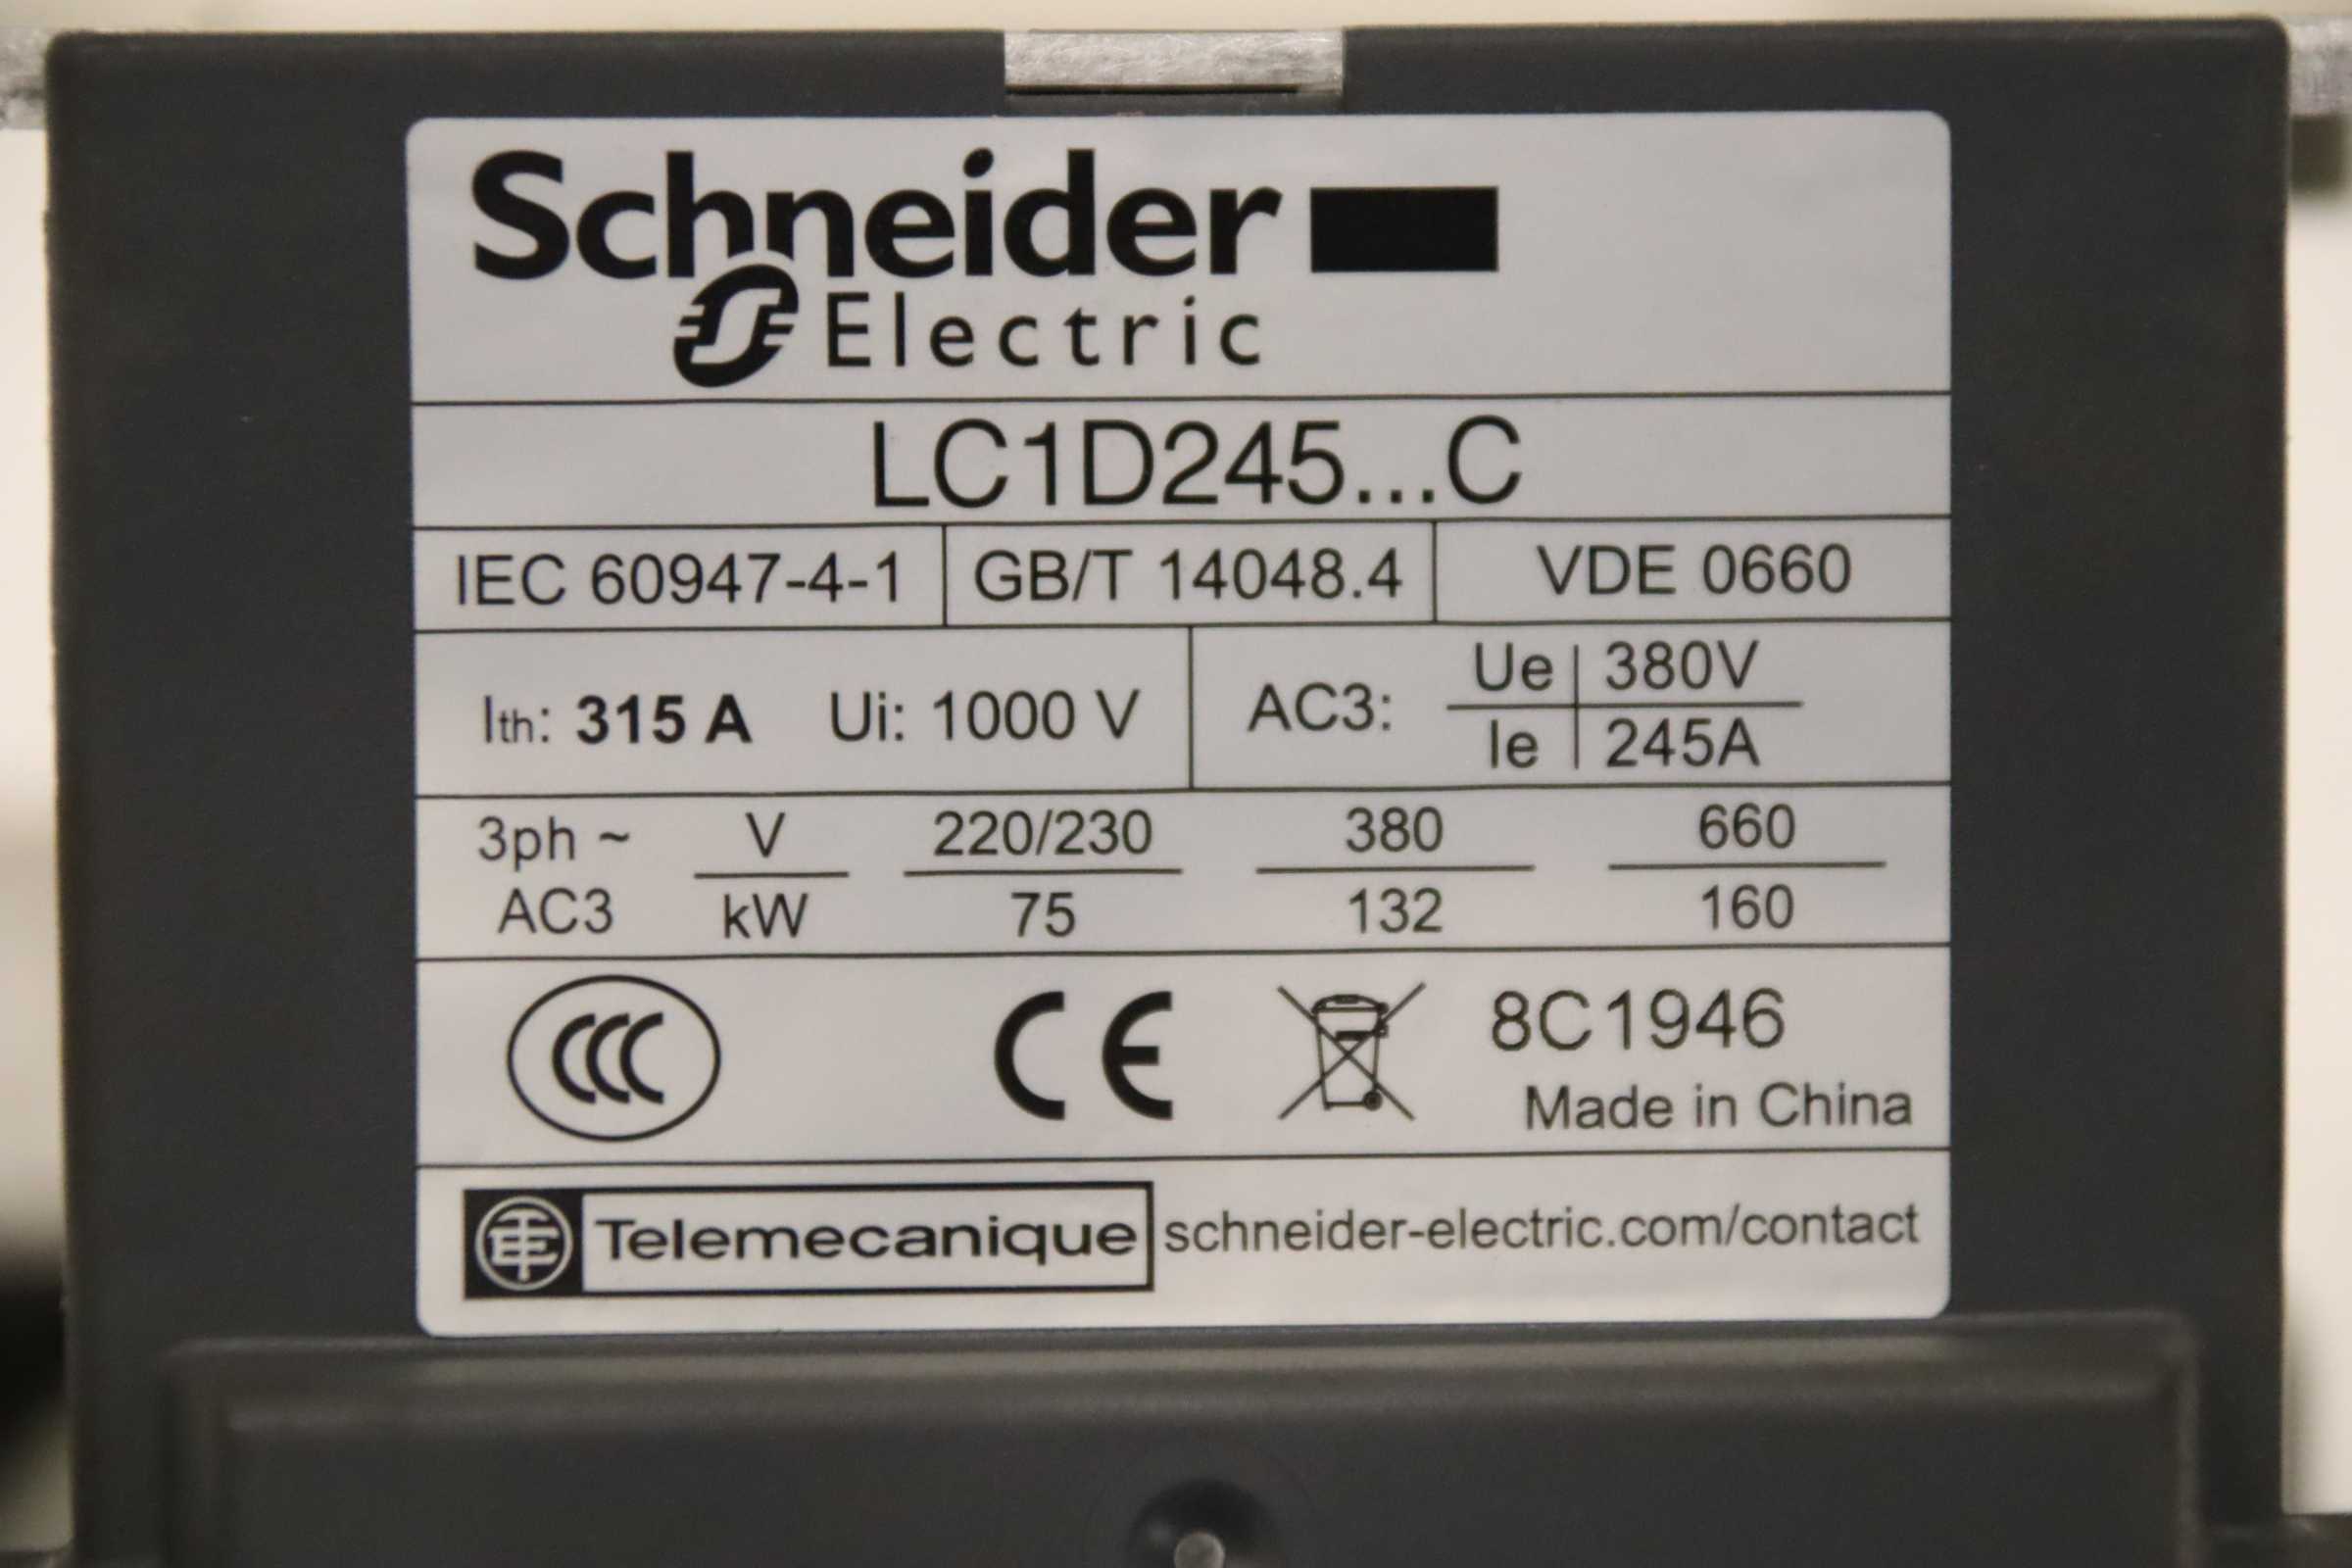 Schneider
Electric
LC1D245...C
IEC 60947-4-1 GB/T 14048.4 VDE 0660
Ith: 315 A Ui: 1000 V AC3: Ue 380V
Ie 245A
3ph ~ V 220/230 380 660
AC3 kW 75 132 160
CCC CE 8C1946
Made in China
TE Telemecanique schneider-electric.com/contact